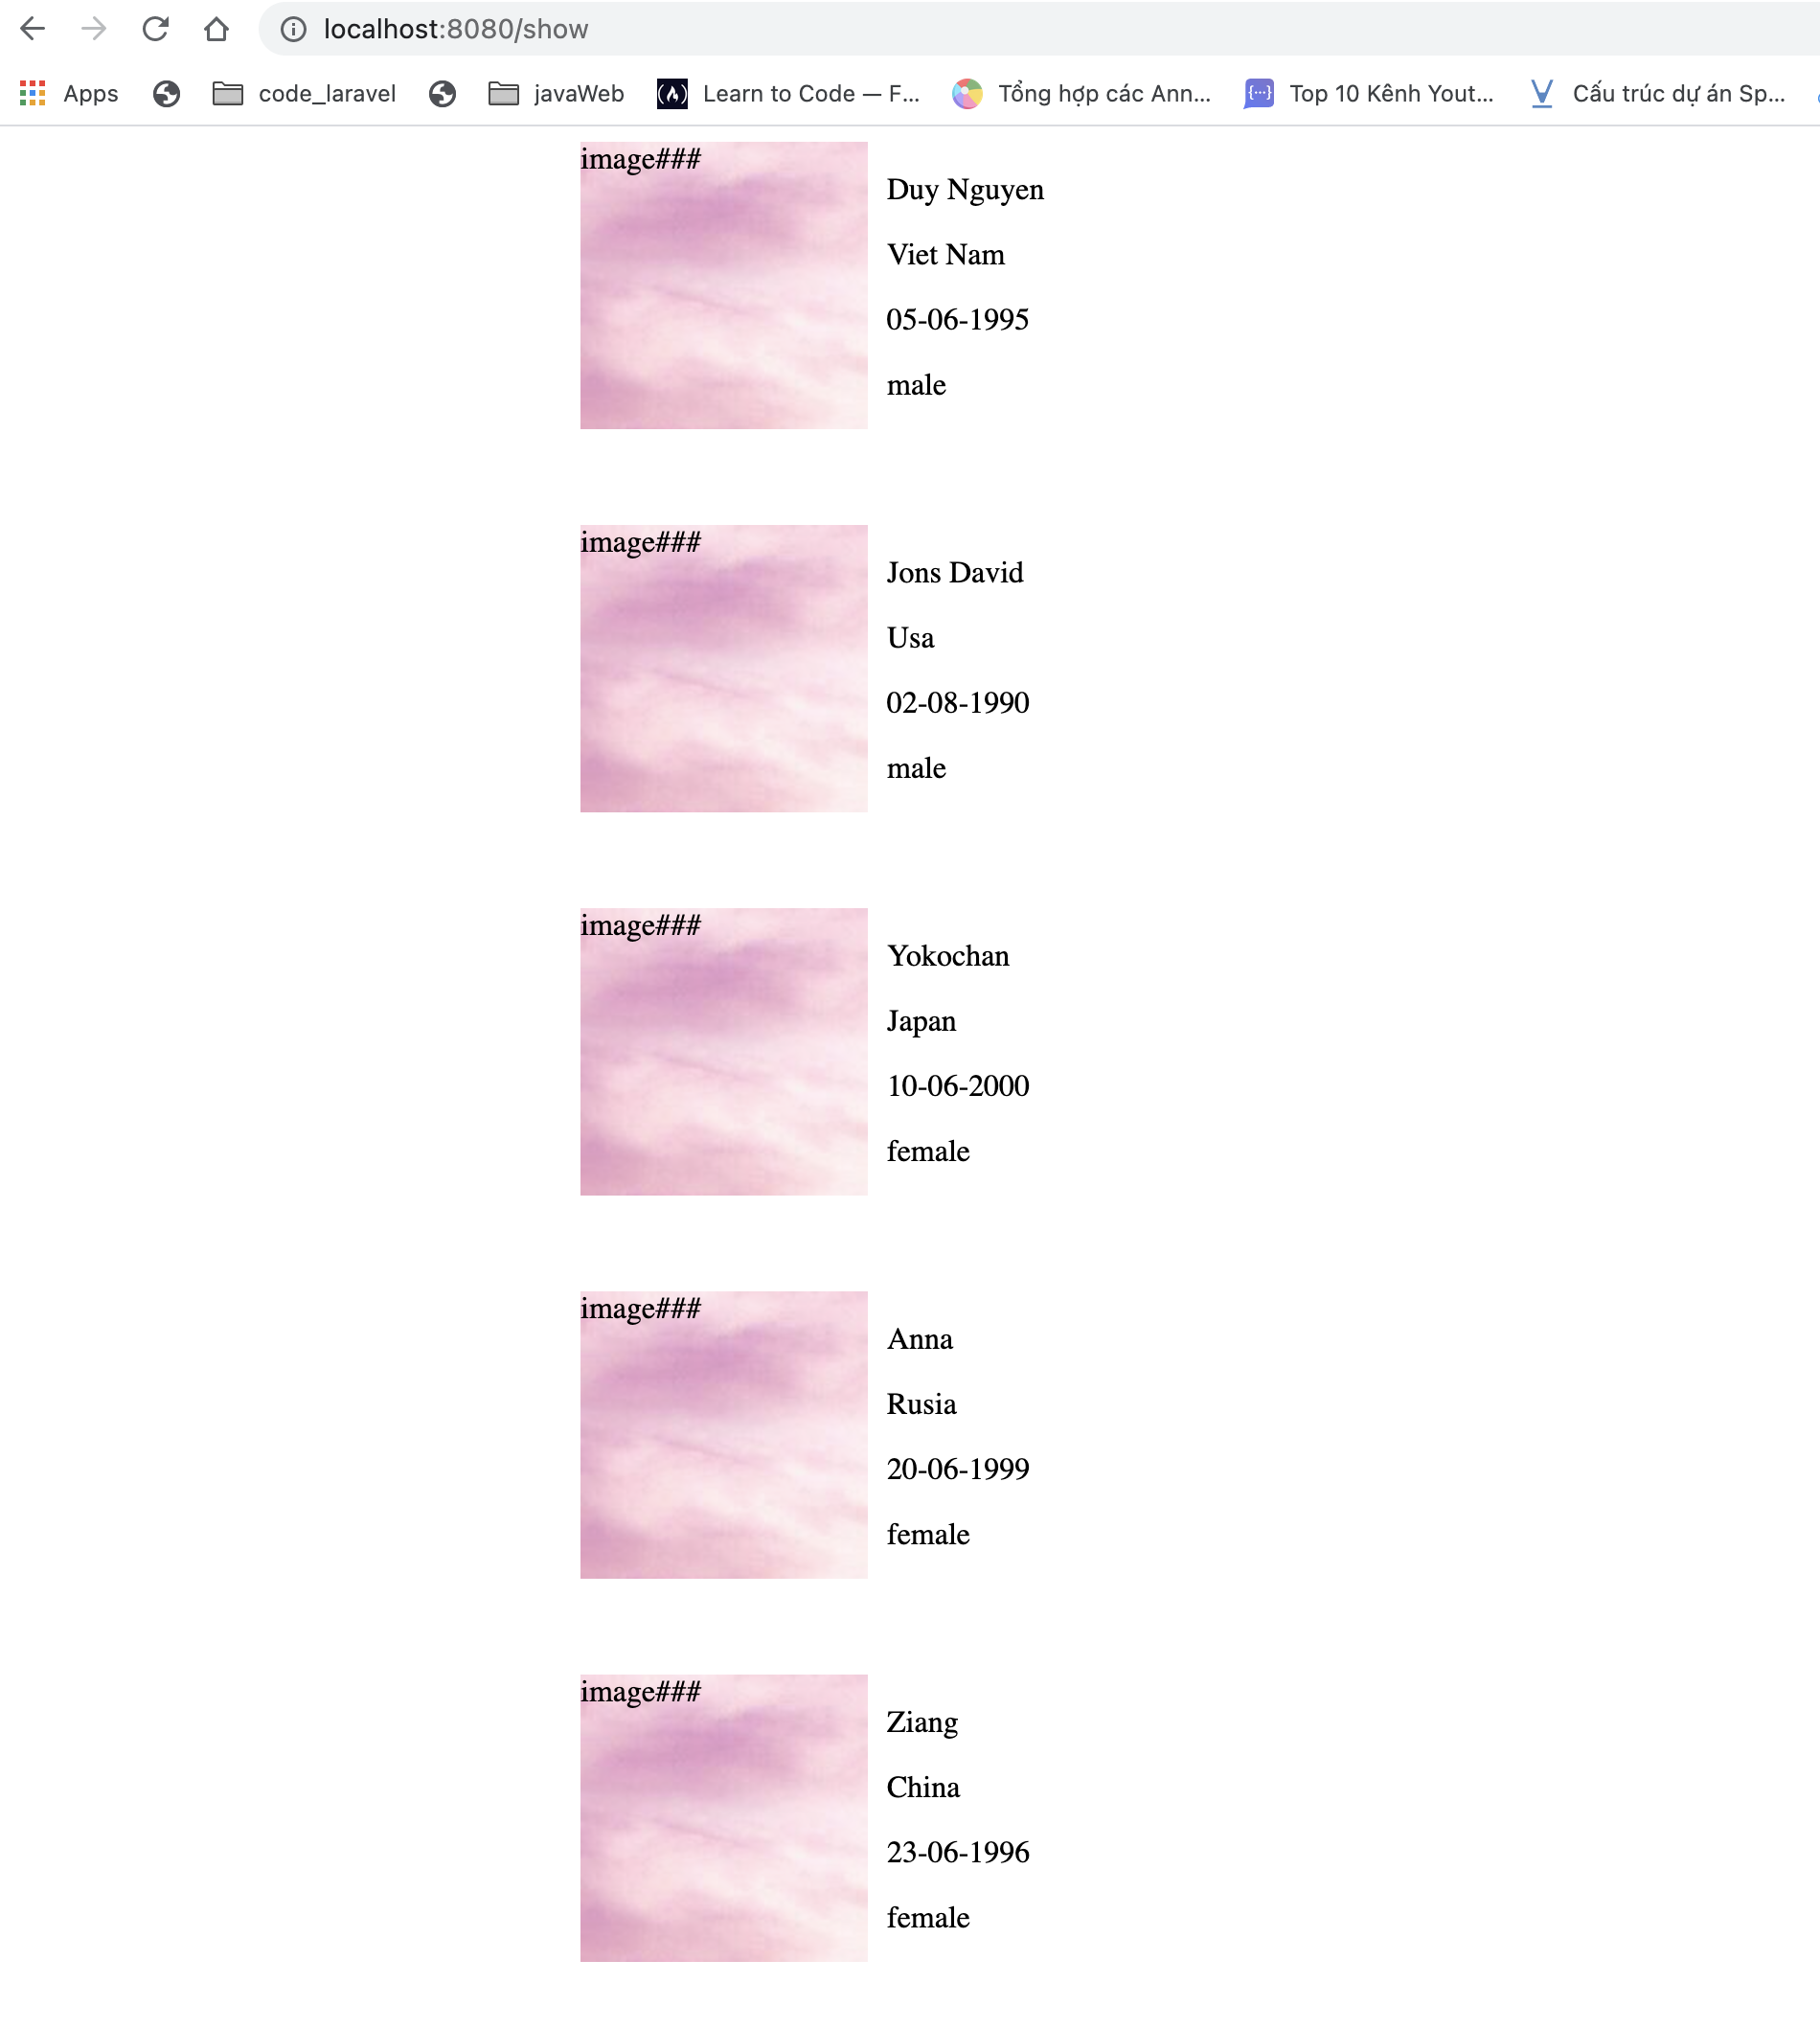 localhost:8080/show
Apps code_laravel javaWeb Learn to Code — F... Tổng hợp các Ann... Top 10 Kênh Yout... Cấu trúc dự án Sp...
image###
Duy Nguyen
Viet Nam
05-06-1995
male
image###
Jons David
Usa
02-08-1990
male
image###
Yokochan
Japan
10-06-2000
female
image###
Anna
Rusia
20-06-1999
female
image###
Ziang
China
23-06-1996
female